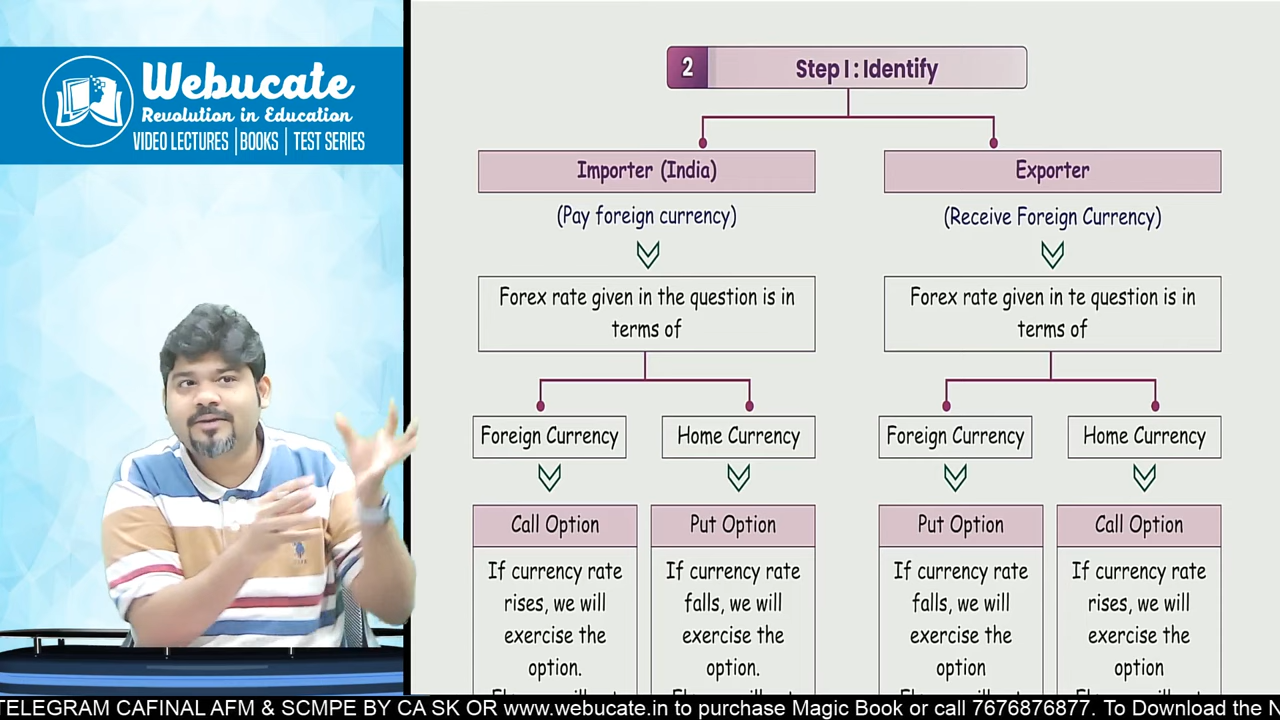 Webucate
Revolution in Education
VIDEO LECTURES | BOOKS | TEST SERIES
2
Step I : Identify
Importer (India)
(Pay foreign currency)
Forex rate given in the question is in
terms of
Foreign Currency
Home Currency
Call Option
If currency rate
rises, we will
exercise the
option.
Put Option
If currency rate
falls, we will
exercise the
option.
Exporter
(Receive Foreign Currency)
Forex rate given in te question is in
terms of
Foreign Currency
Home Currency
Put Option
If currency rate
falls, we will
exercise the
option
Call Option
If currency rate
rises, we will
exercise the
option
TELEGRAM CAFINAL AFM & SCMPE BY CA SK OR www.webucate.in to purchase Magic Book or call 7676876877. To Download the N